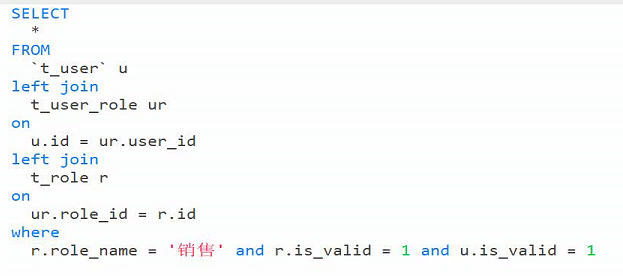 SELECT
*
FROM
`t_user` u
left join
t_user_role ur
on
u.id = ur.user_id
left join
t_role r
on
ur.role_id = r.id
where
r.role_name = '销售' and r.is_valid = 1 and u.is_valid = 1